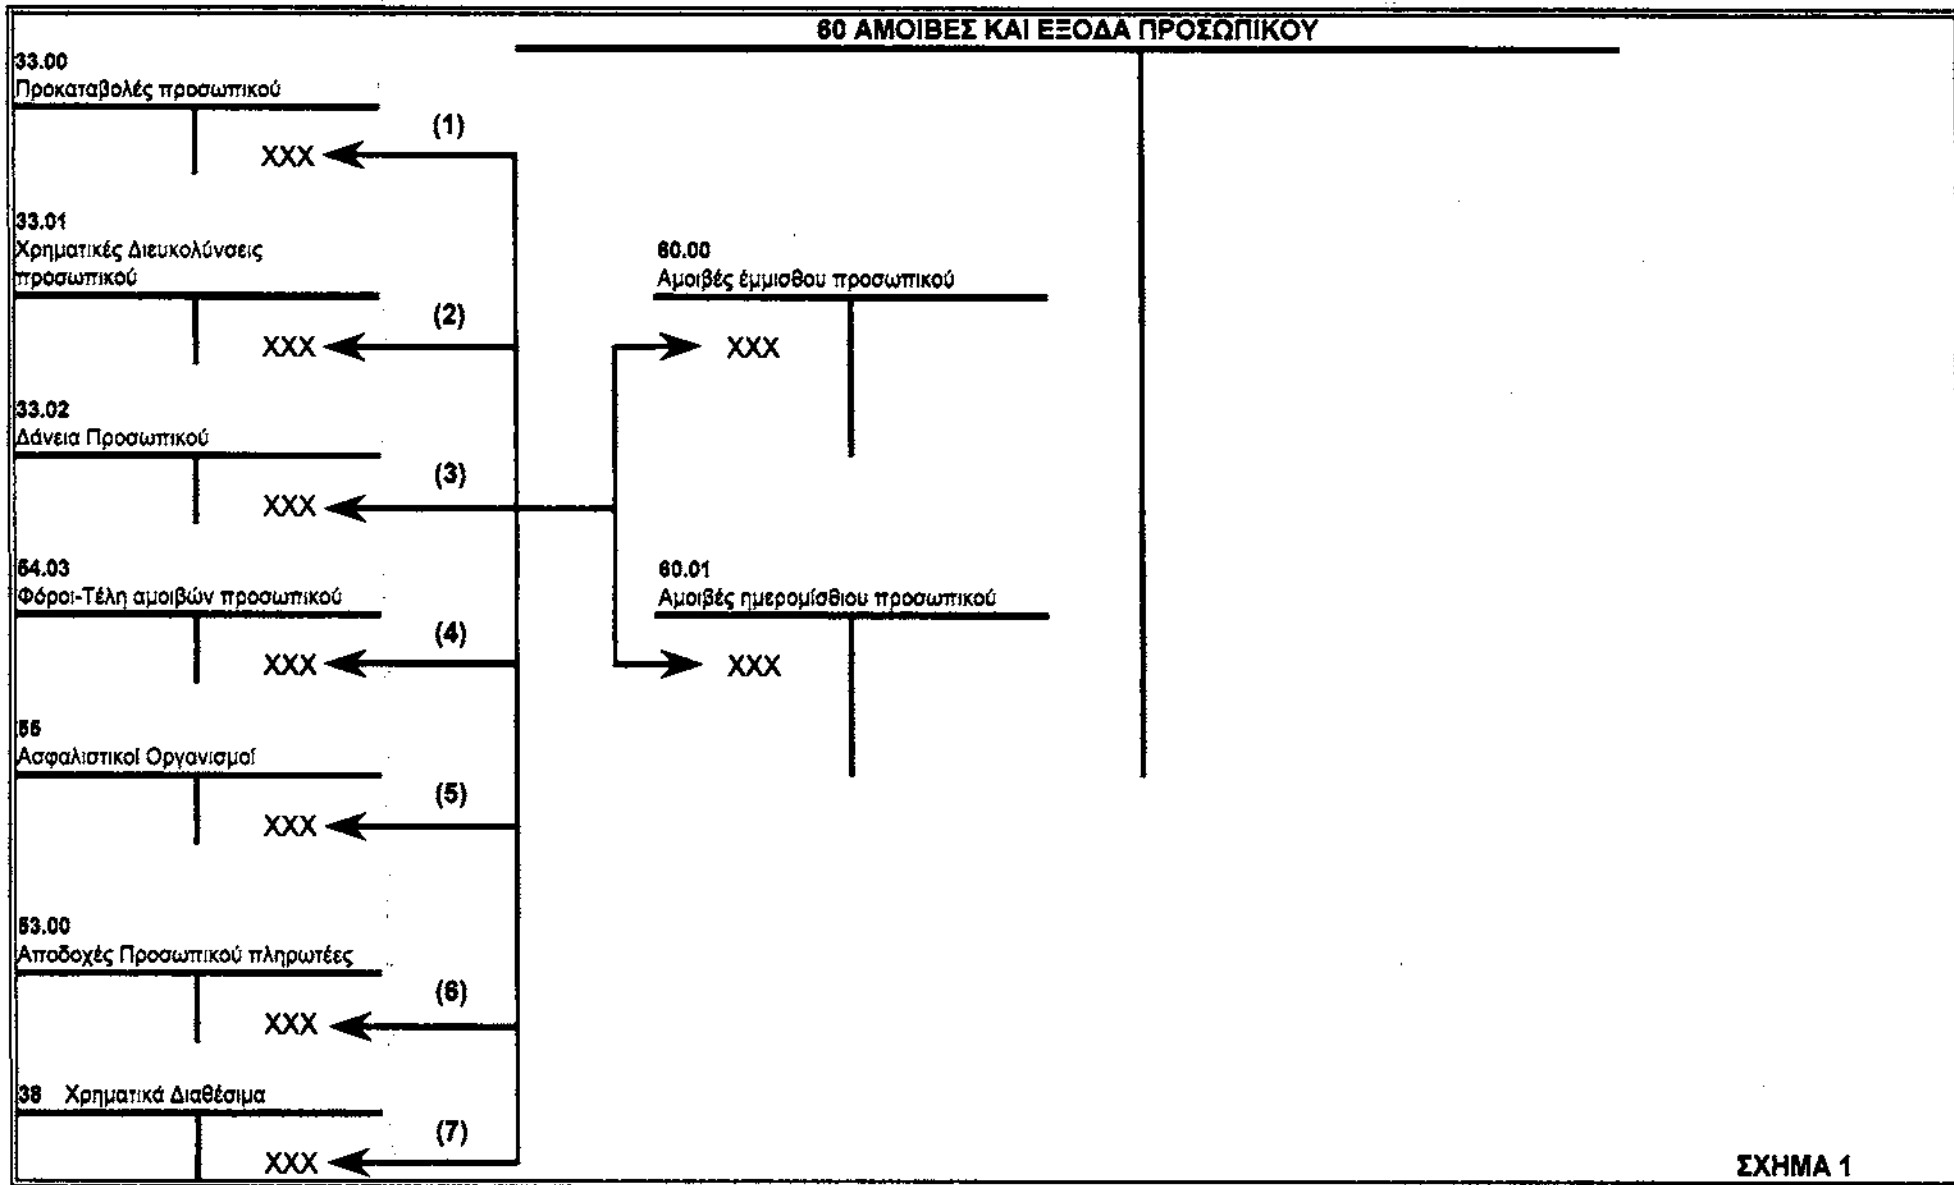 60 ΑΜΟΙΒΕΣ ΚΑΙ ΕΞΟΔΑ ΠΡΟΣΩΠΙΚΟΥ
33.00
Προκαταβολές προσωπικού
(1)
XXX
33.01
Χρηματικές Διευκολύνσεις
προσωπικού
(2)
XXX
60.00
Αμοιβές έμμισθου προσωπικού
XXX
33.02
Δάνεια Προσωπικού
(3)
XXX
54.03
Φόροι-Τέλη αμοιβών προσωπικού
(4)
XXX
60.01
Αμοιβές ημερομίσθιου προσωπικού
XXX
55
Ασφαλιστικοί Οργανισμοί
(5)
XXX
53.00
Αποδοχές Προσωπικού πληρωτέες
(6)
XXX
38 Χρηματικά Διαθέσιμα
(7)
XXX
ΣΧΗΜΑ 1